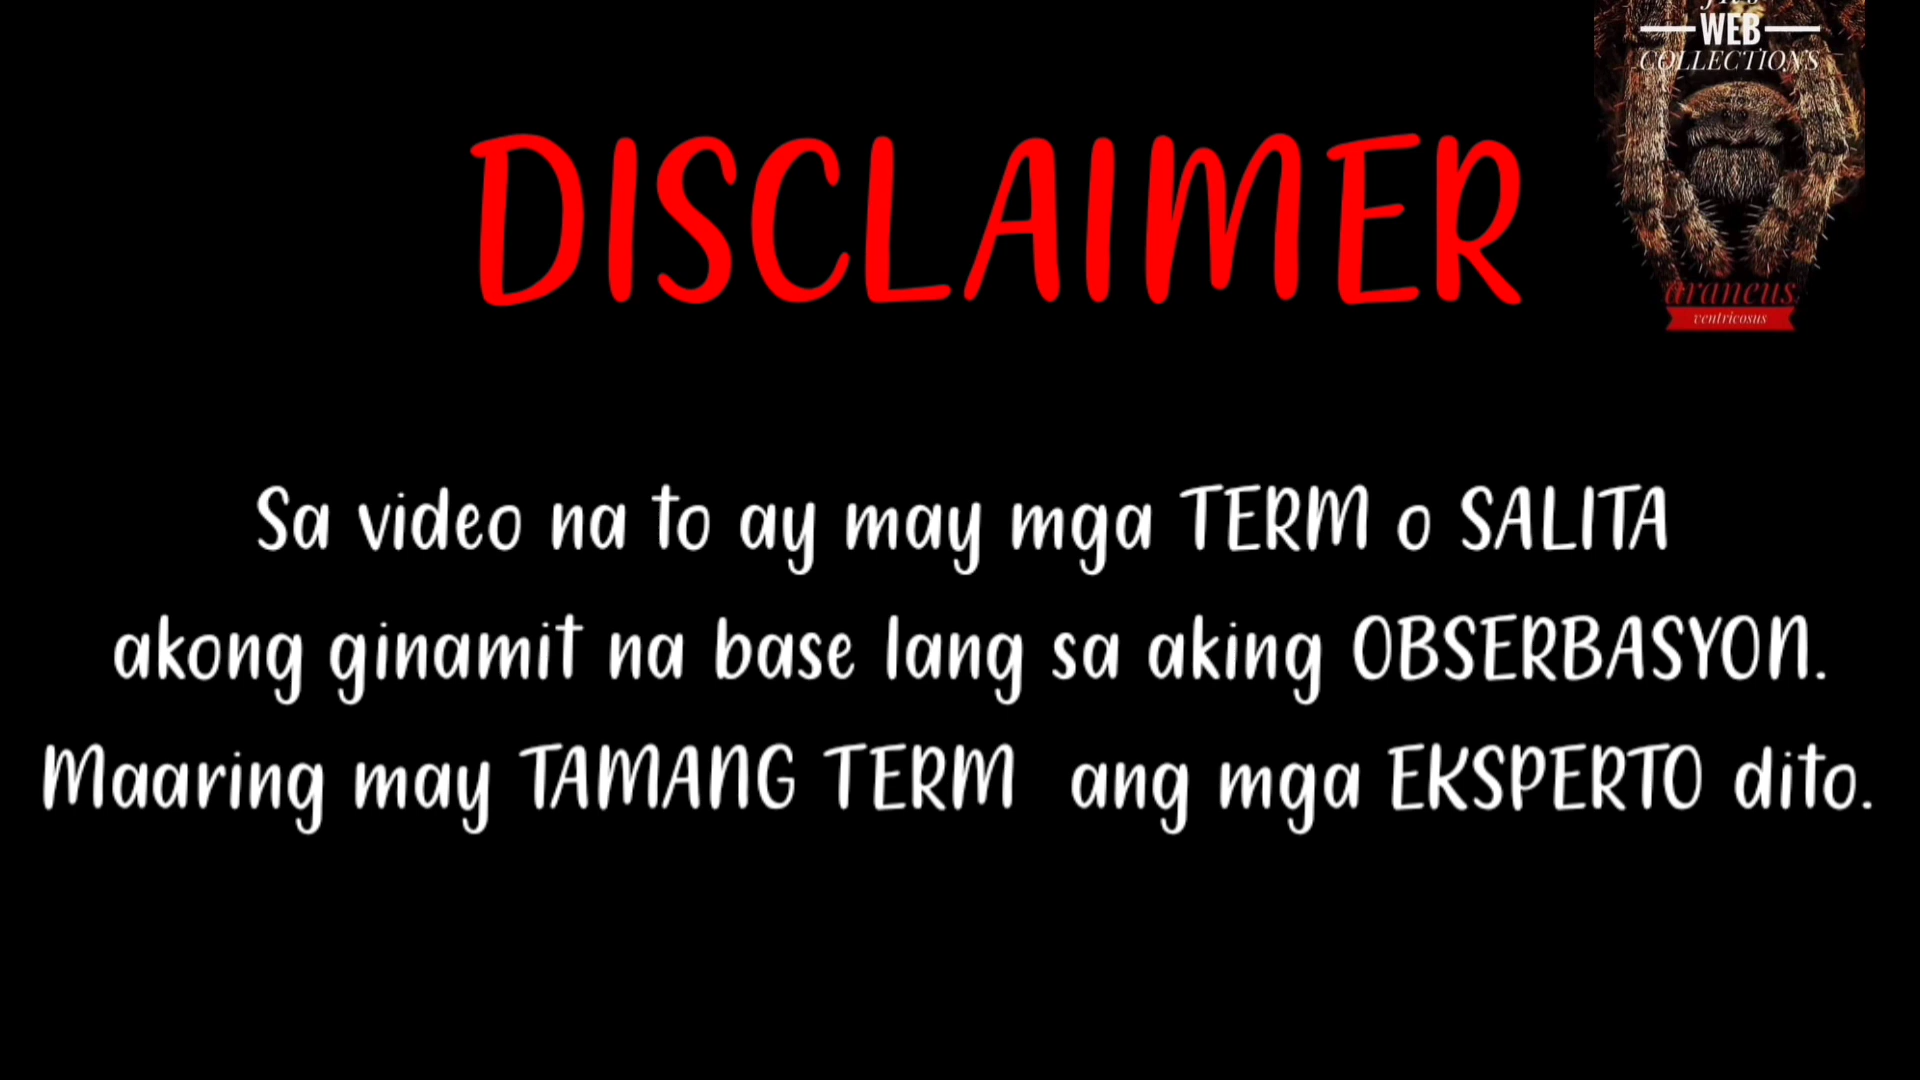 WEB
COLLECTIONS
DISCLAIMER
araneus
ventricosus
Sa video na to ay may mga TERM o SALITA
akong ginamit na base lang sa aking OBSERBASYON.
Maaring may TAMANG TERM ang mga EKSPERTO dito.